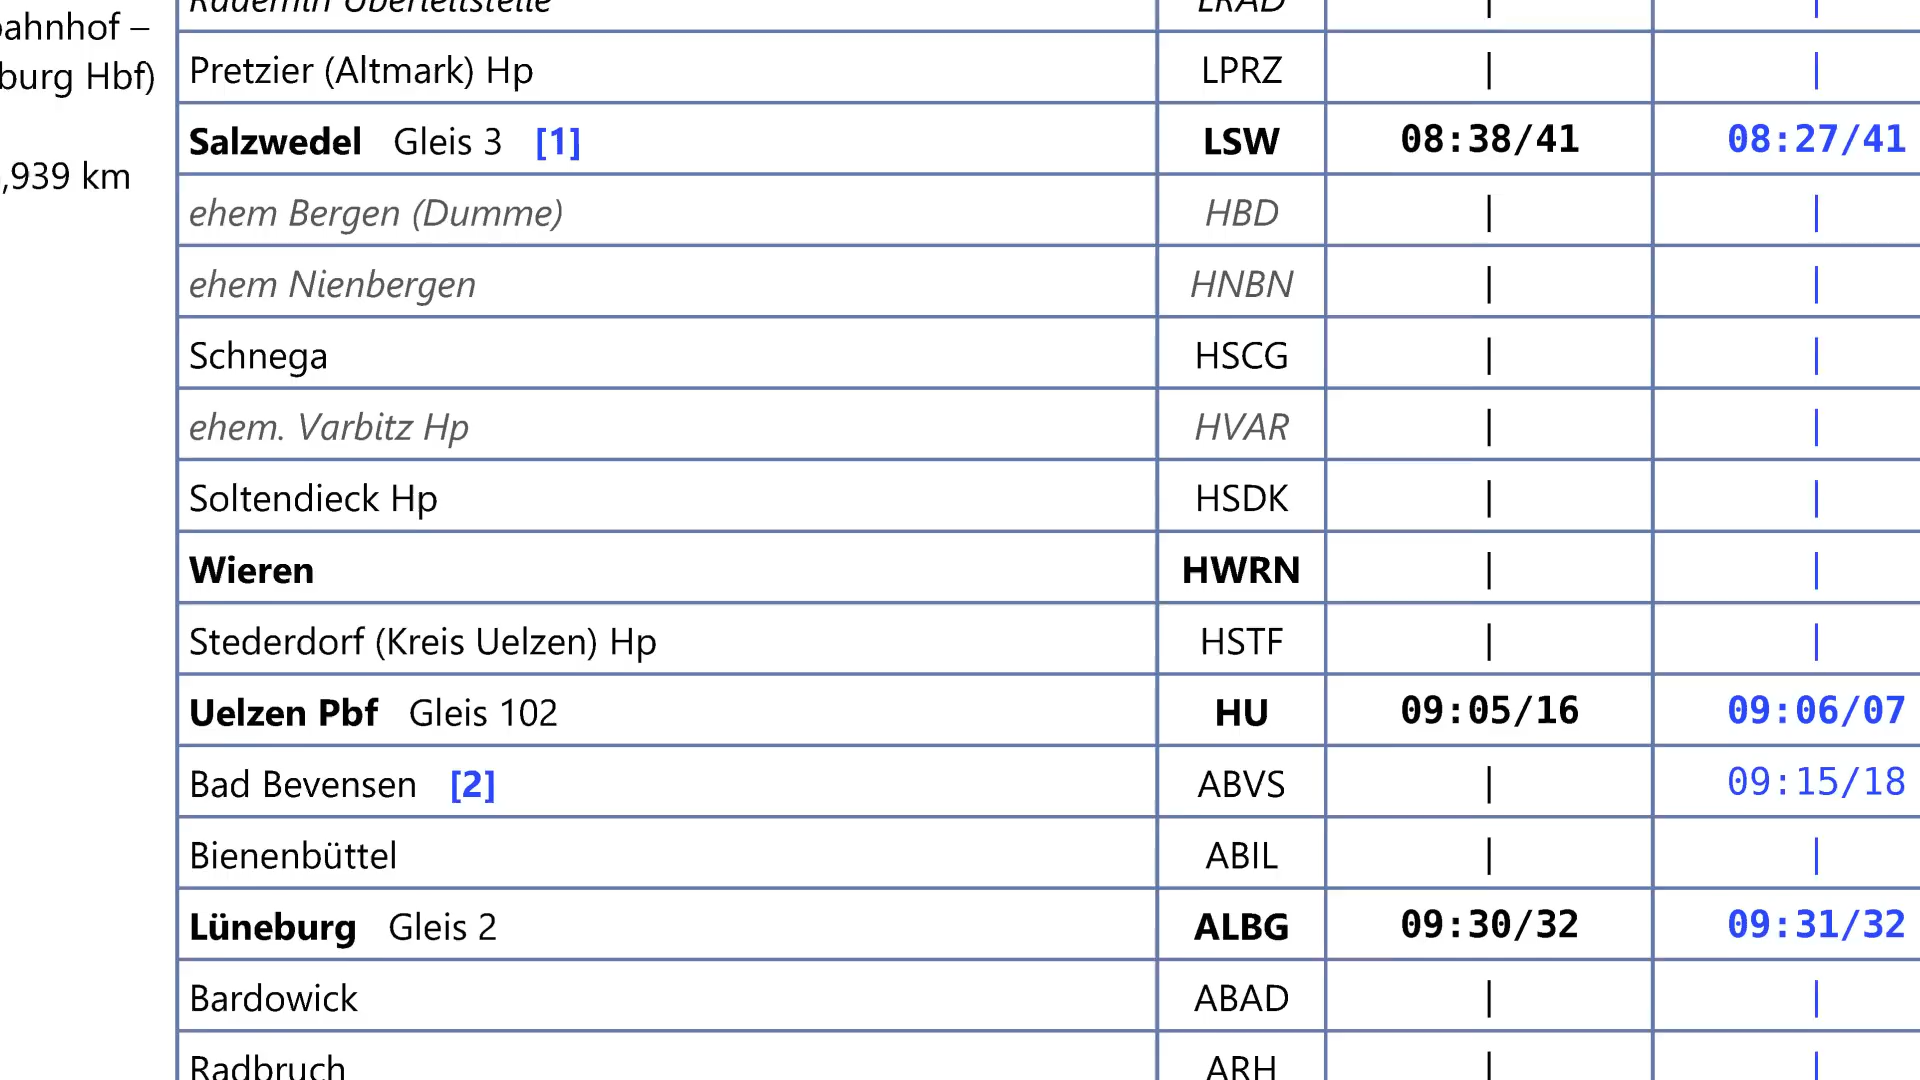 Rademin Überleitstelle LRAD | |
bahnhof –
burg Hbf)
,939 km
Pretzier (Altmark) Hp LPRZ | |
Salzwedel Gleis 3 [1] LSW 08:38/41 08:27/41
ehem Bergen (Dumme) HBD | |
ehem Nienbergen HNBN | |
Schnega HSCG | |
ehem. Varbitz Hp HVAR | |
Soltendieck Hp HSDK | |
Wieren HWRN | |
Stederdorf (Kreis Uelzen) Hp HSTF | |
Uelzen Pbf Gleis 102 HU 09:05/16 09:06/07
Bad Bevensen [2] ABVS | 09:15/18
Bienenbüttel ABIL | |
Lüneburg Gleis 2 ALBG 09:30/32 09:31/32
Bardowick ABAD | |
Radbruch ARH | |